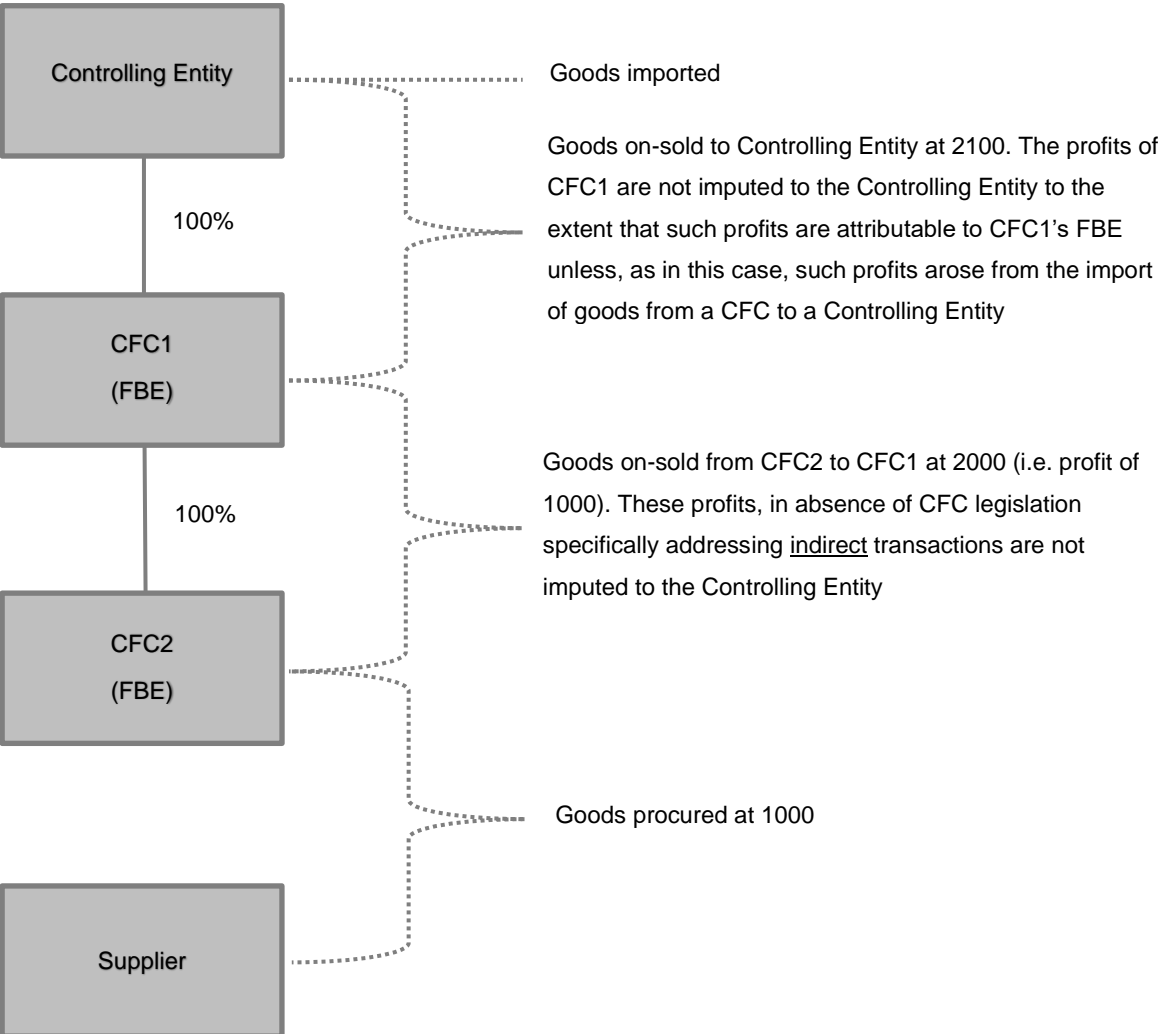 Controlling Entity
Goods imported
Goods on-sold to Controlling Entity at 2100. The profits of
CFC1 are not imputed to the Controlling Entity to the
extent that such profits are attributable to CFC1’s FBE
unless, as in this case, such profits arose from the import
of goods from a CFC to a Controlling Entity
100%
CFC1
(FBE)
Goods on-sold from CFC2 to CFC1 at 2000 (i.e. profit of
1000). These profits, in absence of CFC legislation
specifically addressing indirect transactions are not
imputed to the Controlling Entity
100%
CFC2
(FBE)
Goods procured at 1000
Supplier